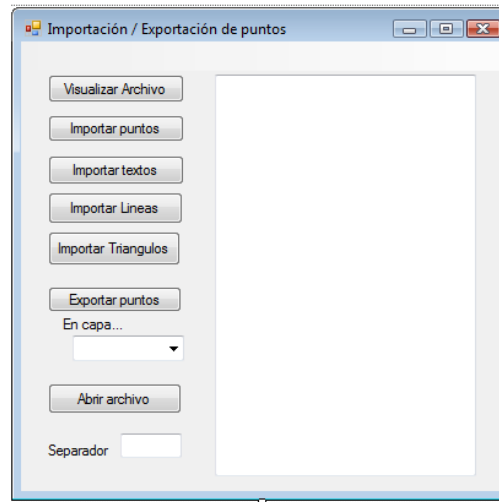 Importación / Exportación de puntos
Visualizar Archivo
Importar puntos
Importar textos
Importar Lineas
Importar Triangulos
Exportar puntos
En capa...
Abrir archivo
Separador